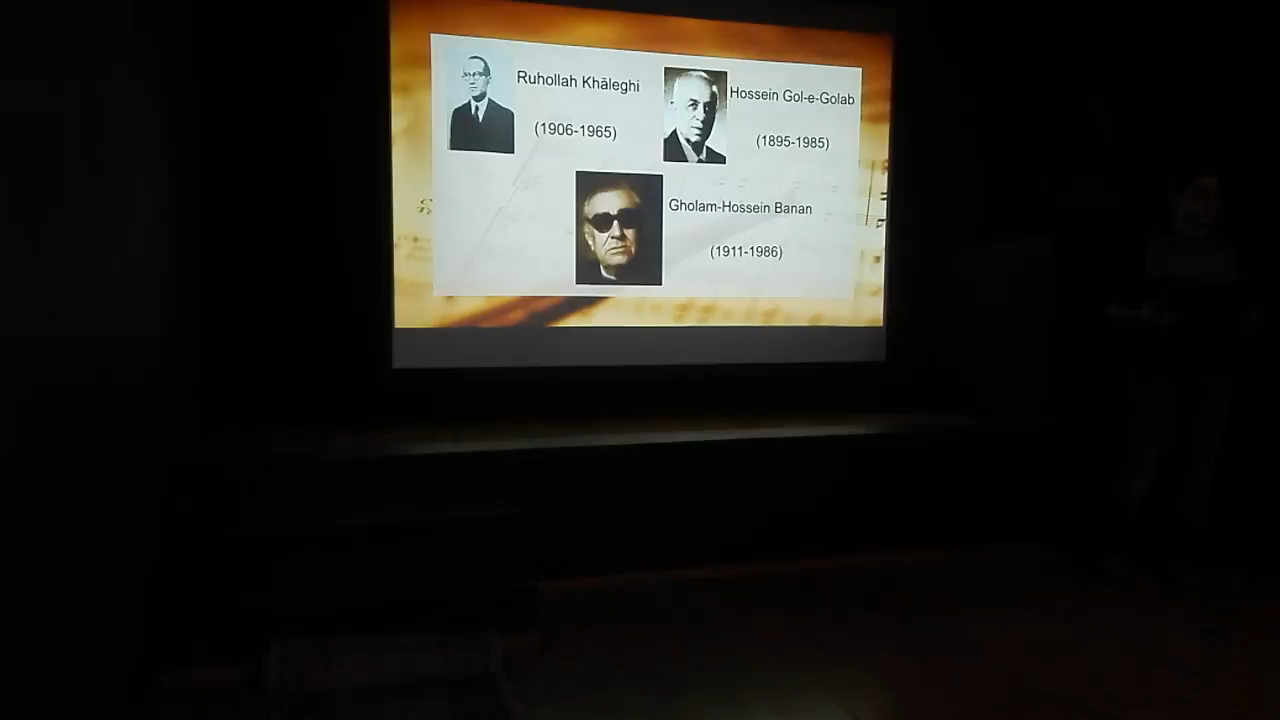 Ruhollah Khāleghi
(1906-1965)
Hossein Gol-e-Golab
(1895-1985)
Gholam-Hossein Banan
(1911-1986)